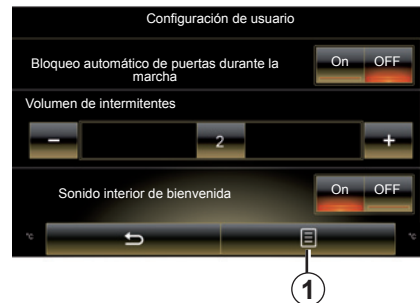 Configuración de usuario
Bloqueo automático de puertas durante la
marcha
On OFF
Volumen de intermitentes
− 2 +
Sonido interior de bienvenida
On OFF
°C °C
1